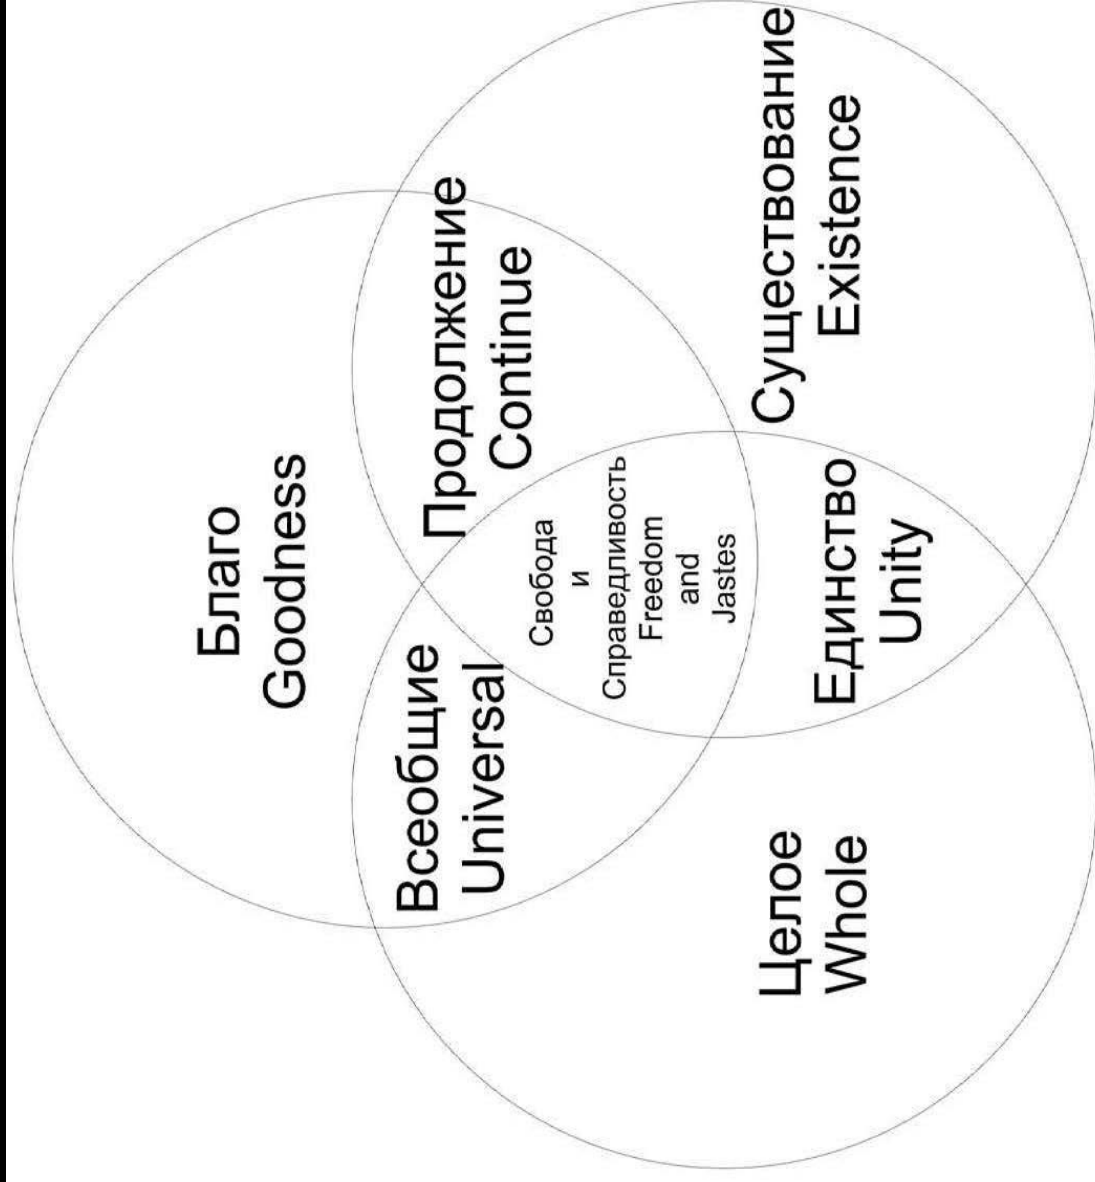 Благо
Goodness
Всеобщие
Universal
Продолжение
Continue
Свобода
и
Справедливость
Freedom
and
Jastes
Целое
Whole
Единство
Unity
Существование
Existence